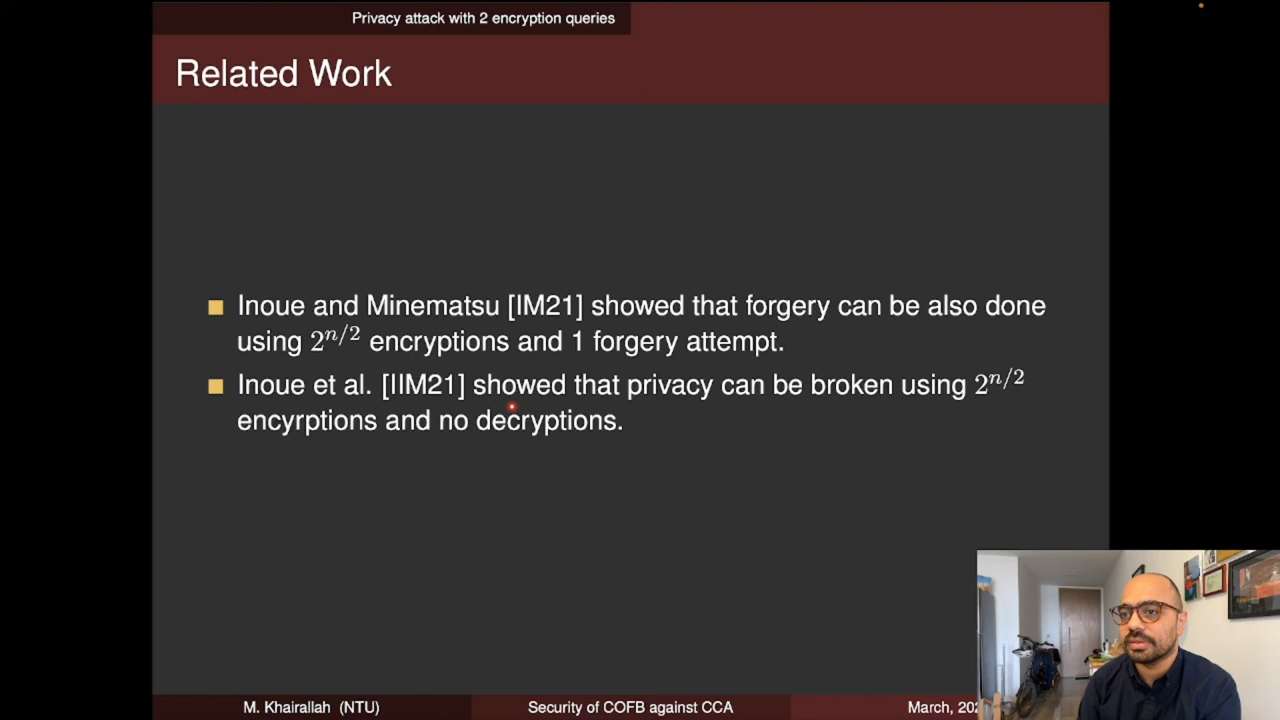 Privacy attack with 2 encryption queries
Related Work
Inoue and Minematsu [IM21] showed that forgery can be also done
using 2^{n/2} encryptions and 1 forgery attempt.
Inoue et al. [IIM21] showed that privacy can be broken using 2^{n/2}
encyrptions and no decryptions.
M. Khairallah (NTU)
Security of COFB against CCA
March,